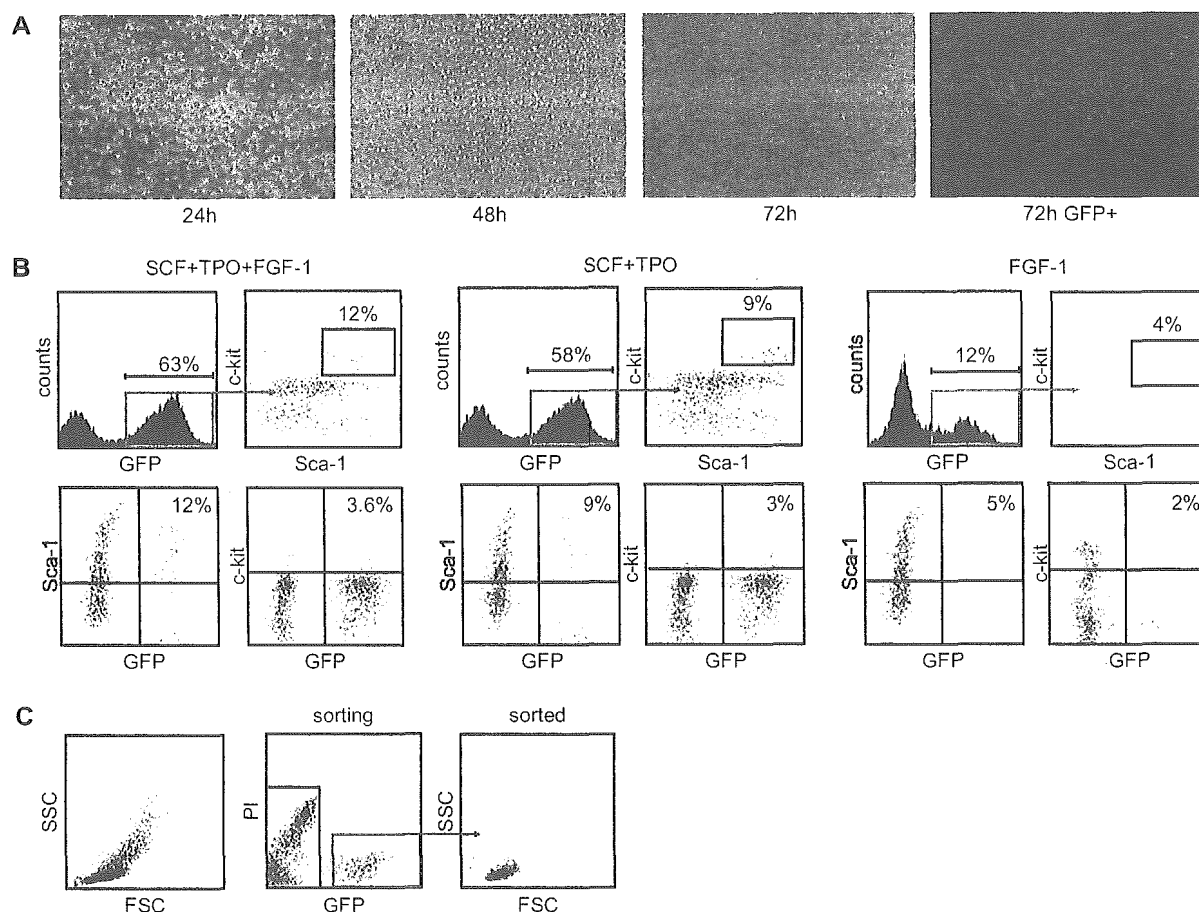 A
24h
48h
72h
72h GFP+
B
SCF+TPO+FGF-1
SCF+TPO
FGF-1
counts
63%
GFP
c-kit
12%
Sca-1
counts
58%
GFP
c-kit
9%
Sca-1
counts
12%
GFP
c-kit
4%
Sca-1
Sca-1
12%
GFP
c-kit
3.6%
GFP
Sca-1
9%
GFP
c-kit
3%
GFP
Sca-1
5%
GFP
c-kit
2%
GFP
C
SSC
FSC
sorting
PI
GFP
sorted
SSC
FSC